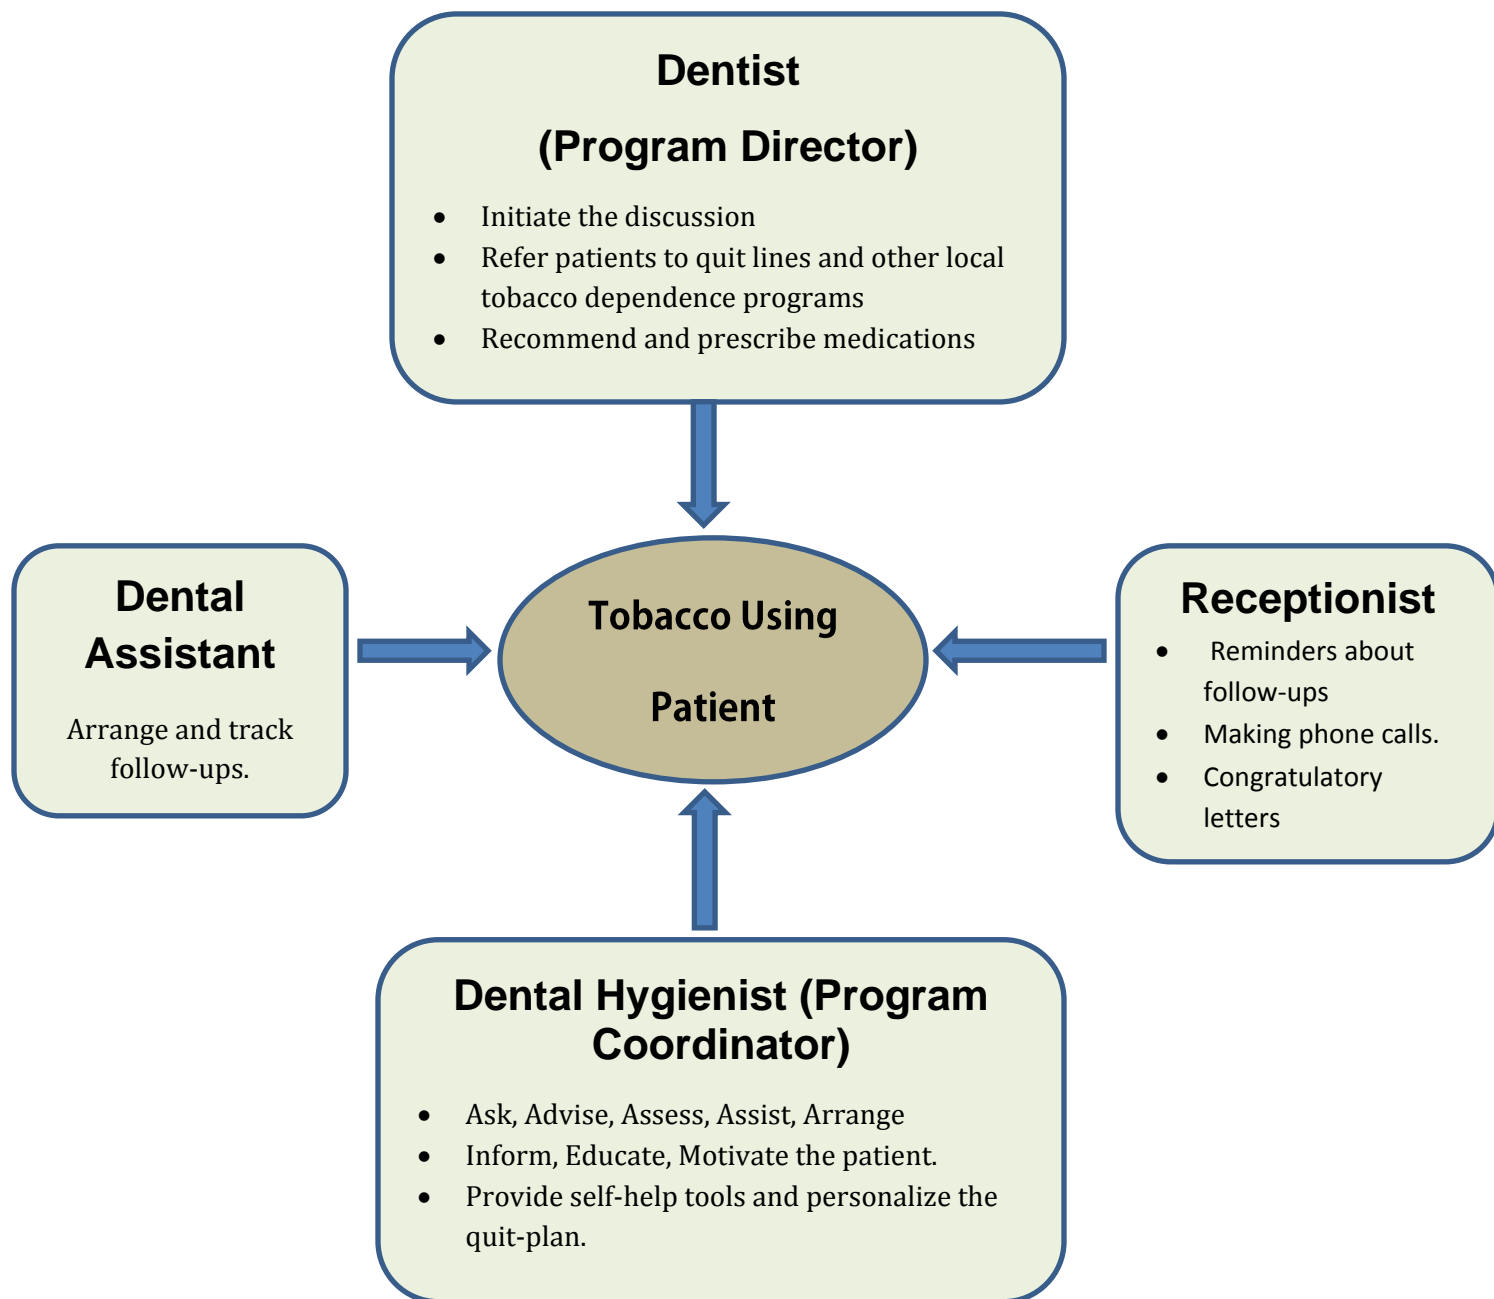 Dentist
(Program Director)
• Initiate the discussion
• Refer patients to quit lines and other local
tobacco dependence programs
• Recommend and prescribe medications
Dental
Assistant
Arrange and track
follow-ups.
Tobacco Using
Patient
Receptionist
• Reminders about
follow-ups
• Making phone calls.
• Congratulatory
letters
Dental Hygienist (Program
Coordinator)
• Ask, Advise, Assess, Assist, Arrange
• Inform, Educate, Motivate the patient.
• Provide self-help tools and personalize the
quit-plan.